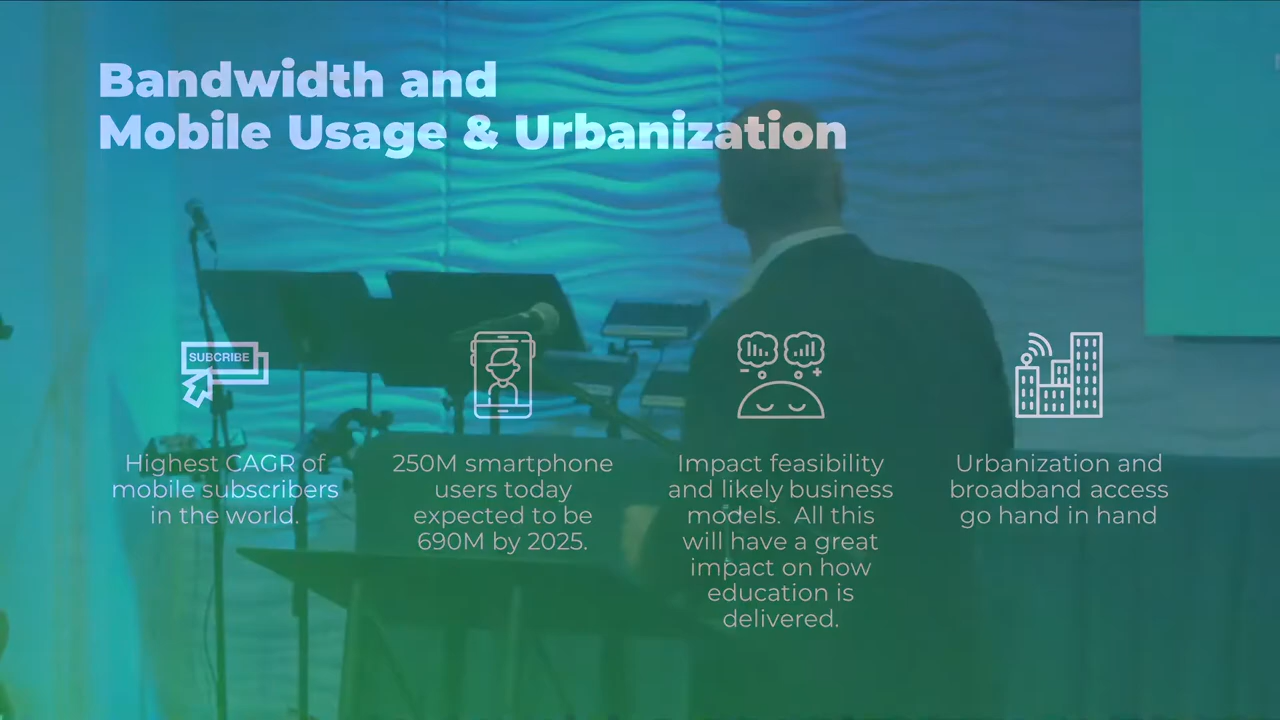 Bandwidth and
Mobile Usage & Urbanization
SUBCRIBE
Highest CAGR of
mobile subscribers
in the world.
250M smartphone
users today
expected to be
690M by 2025.
Impact feasibility
and likely business
models.  All this
will have a great
impact on how
education is
delivered.
Urbanization and
broadband access
go hand in hand